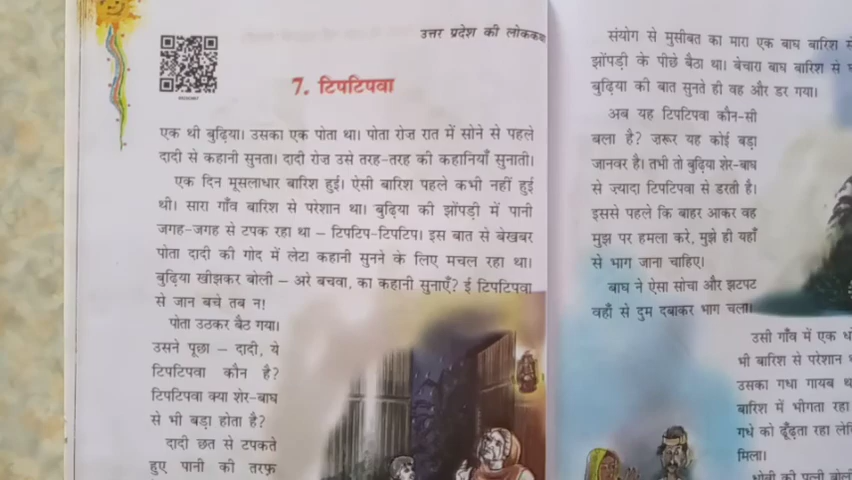 उत्तर प्रदेश की
7. टिपटिपवा
एक थी बुढ़िया। उसका एक पोता था। पोता रोज़ रात में सोने से पहले
दादी से कहानी सुनता। दादी रोज़ उसे तरह-तरह की कहानियाँ सुनाती।
एक दिन मूसलाधार बारिश हुई। ऐसी बारिश पहले कभी नहीं हुई
थी। सारा गाँव बारिश से परेशान था। बुढ़िया की झोंपड़ी में पानी
जगह-जगह से टपक रहा था – टिपटिप-टिपटिप। इस बात से बेखबर
पोता दादी की गोद में लेटा कहानी सुनने के लिए मचल रहा था।
बुढ़िया खीझकर बोली – अरे बचवा, का कहानी सुनाएँ? ई टिपटिपवा
से जान बचे तब न!
पोता उठकर बैठ गया।
उसने पूछा – दादी, ये
टिपटिपवा कौन है?
टिपटिपवा क्या शेर-बाघ
से भी बड़ा होता है?
दादी छत से टपकते
हुए पानी की तरफ़
संयोग से मुसीबत का मारा एक बाघ बारिश
झोंपड़ी के पीछे बैठा था। बेचारा बाघ बारिश से
बुढ़िया की बात सुनते ही वह और डर गया।
अब यह टिपटिपवा कौन-सी
बला है? ज़रूर यह कोई बड़ा
जानवर है। तभी तो बुढ़िया शेर-बाघ
से ज़्यादा टिपटिपवा से डरती है।
इससे पहले कि बाहर आकर वह
मुझ पर हमला करे, मुझे ही यहाँ
से भाग जाना चाहिए।
बाघ ने ऐसा सोचा और झटपट
वहाँ से दुम दबाकर भाग चला।
उसी गाँव में एक
भी बारिश से परेशान
उसका गधा गायब
बारिश में भीगता रहा
गधे को ढूँढ़ता रहा
मिला।
धोबी की पत्नी